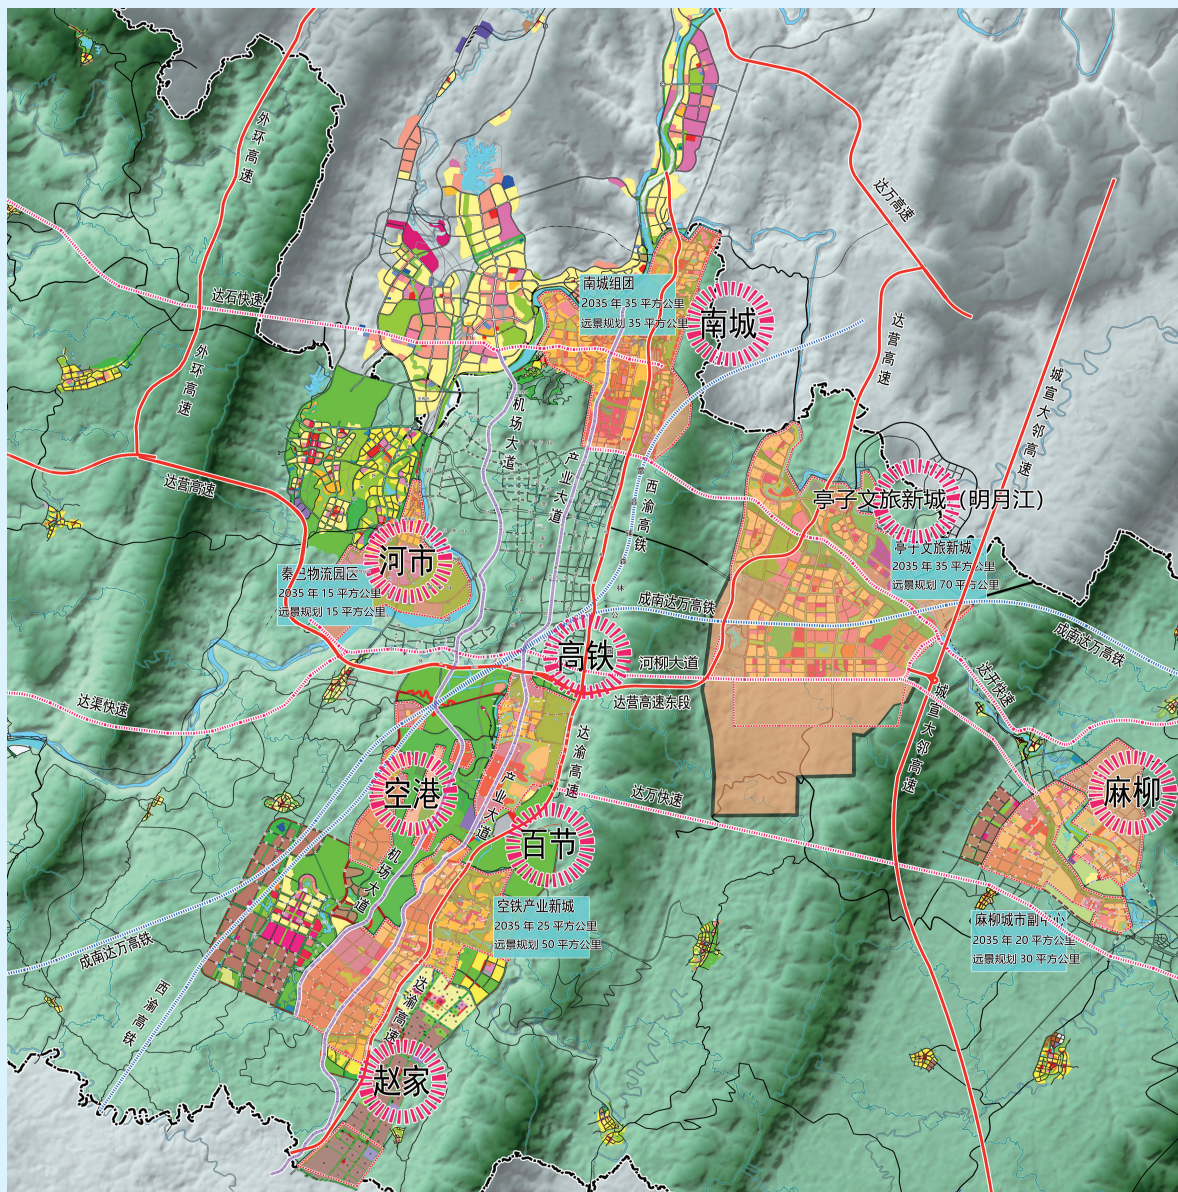 外环高速
达万高速
南城组团
2035 年 35 平方公里
远景规划 35 平方公里
达石快速
南城
达营高速
外环高速
城宣大邻高速
机场大道
产业大道
西渝高铁
达营高速
亭子文旅新城（明月江）
亭子文旅新城
2035 年 35 平方公里
远景规划 70 平方公里
河市
秦巴物流园区
2035 年 15 平方公里
远景规划 15 平方公里
成南达万高铁
成南达万高铁
高铁
河柳大道
达万快速
达营高速东段
达渠快速
城宣大邻高速
达渝高速
空港
产业大道
达万快速
麻柳
百节
机场大道
空铁产业新城
2035 年 25 平方公里
远景规划 50 平方公里
麻柳城市副中心
2035 年 20 平方公里
远景规划 30 平方公里
成南达万高铁
西渝高铁
达渝高速
赵家